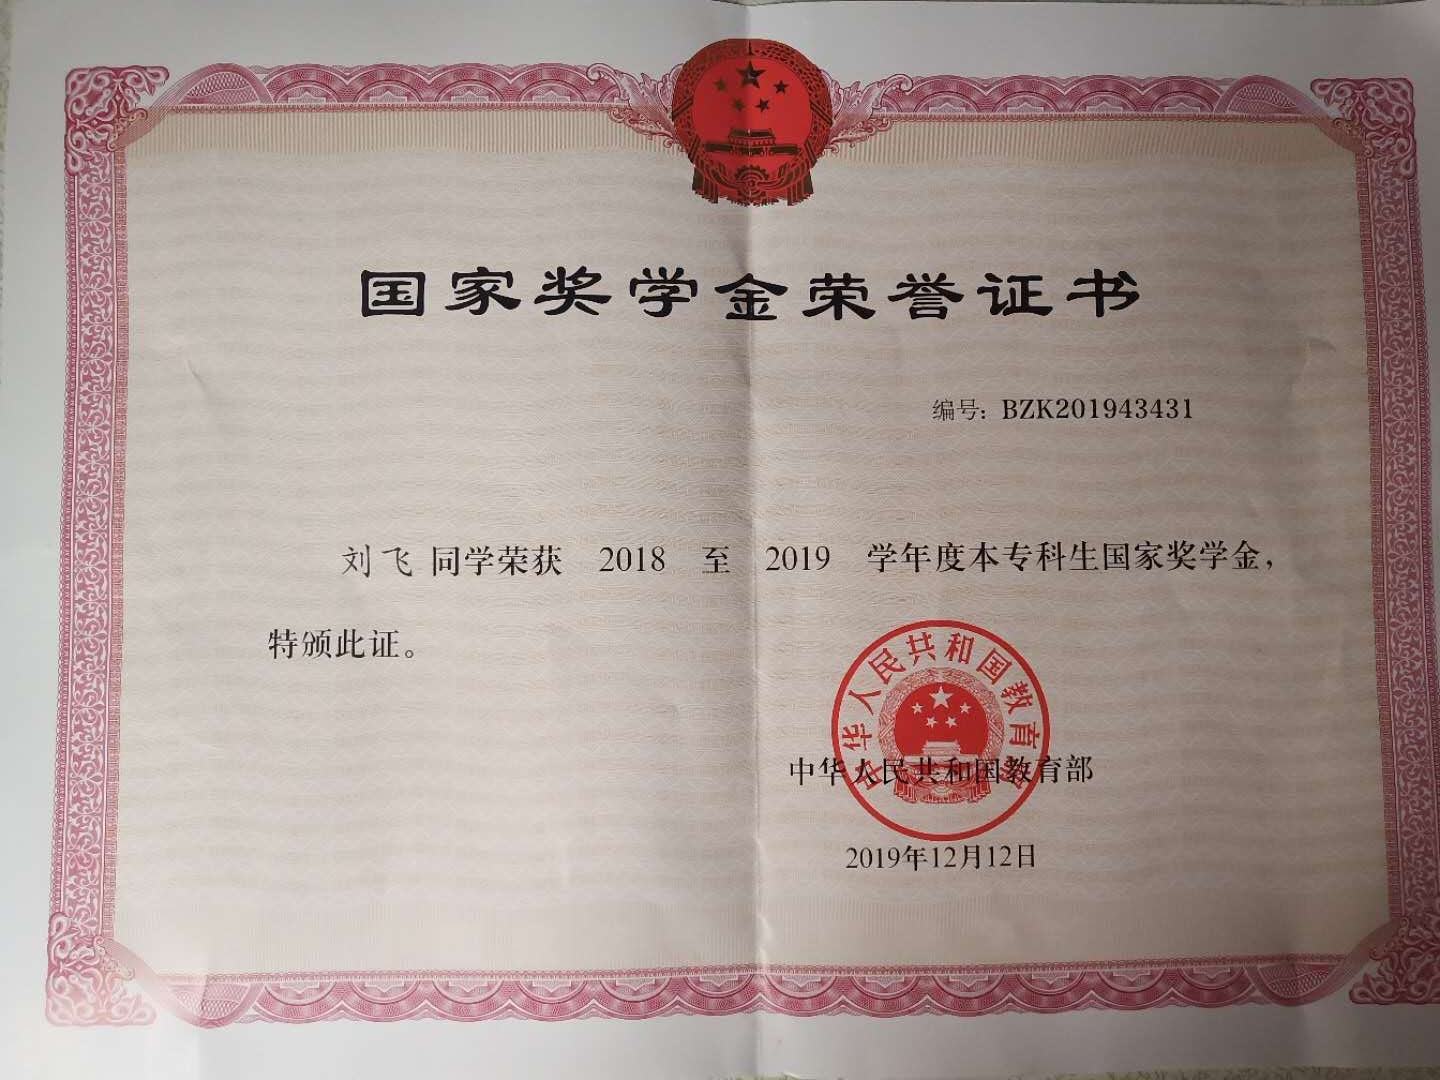 国家奖学金荣誉证书
编号：BZK201943431
刘飞 同学荣获 2018 至 2019 学年度本专科生国家奖学金，
特颁此证。
中华人民共和国教育部
中华人民共和国教育部
2019年12月12日